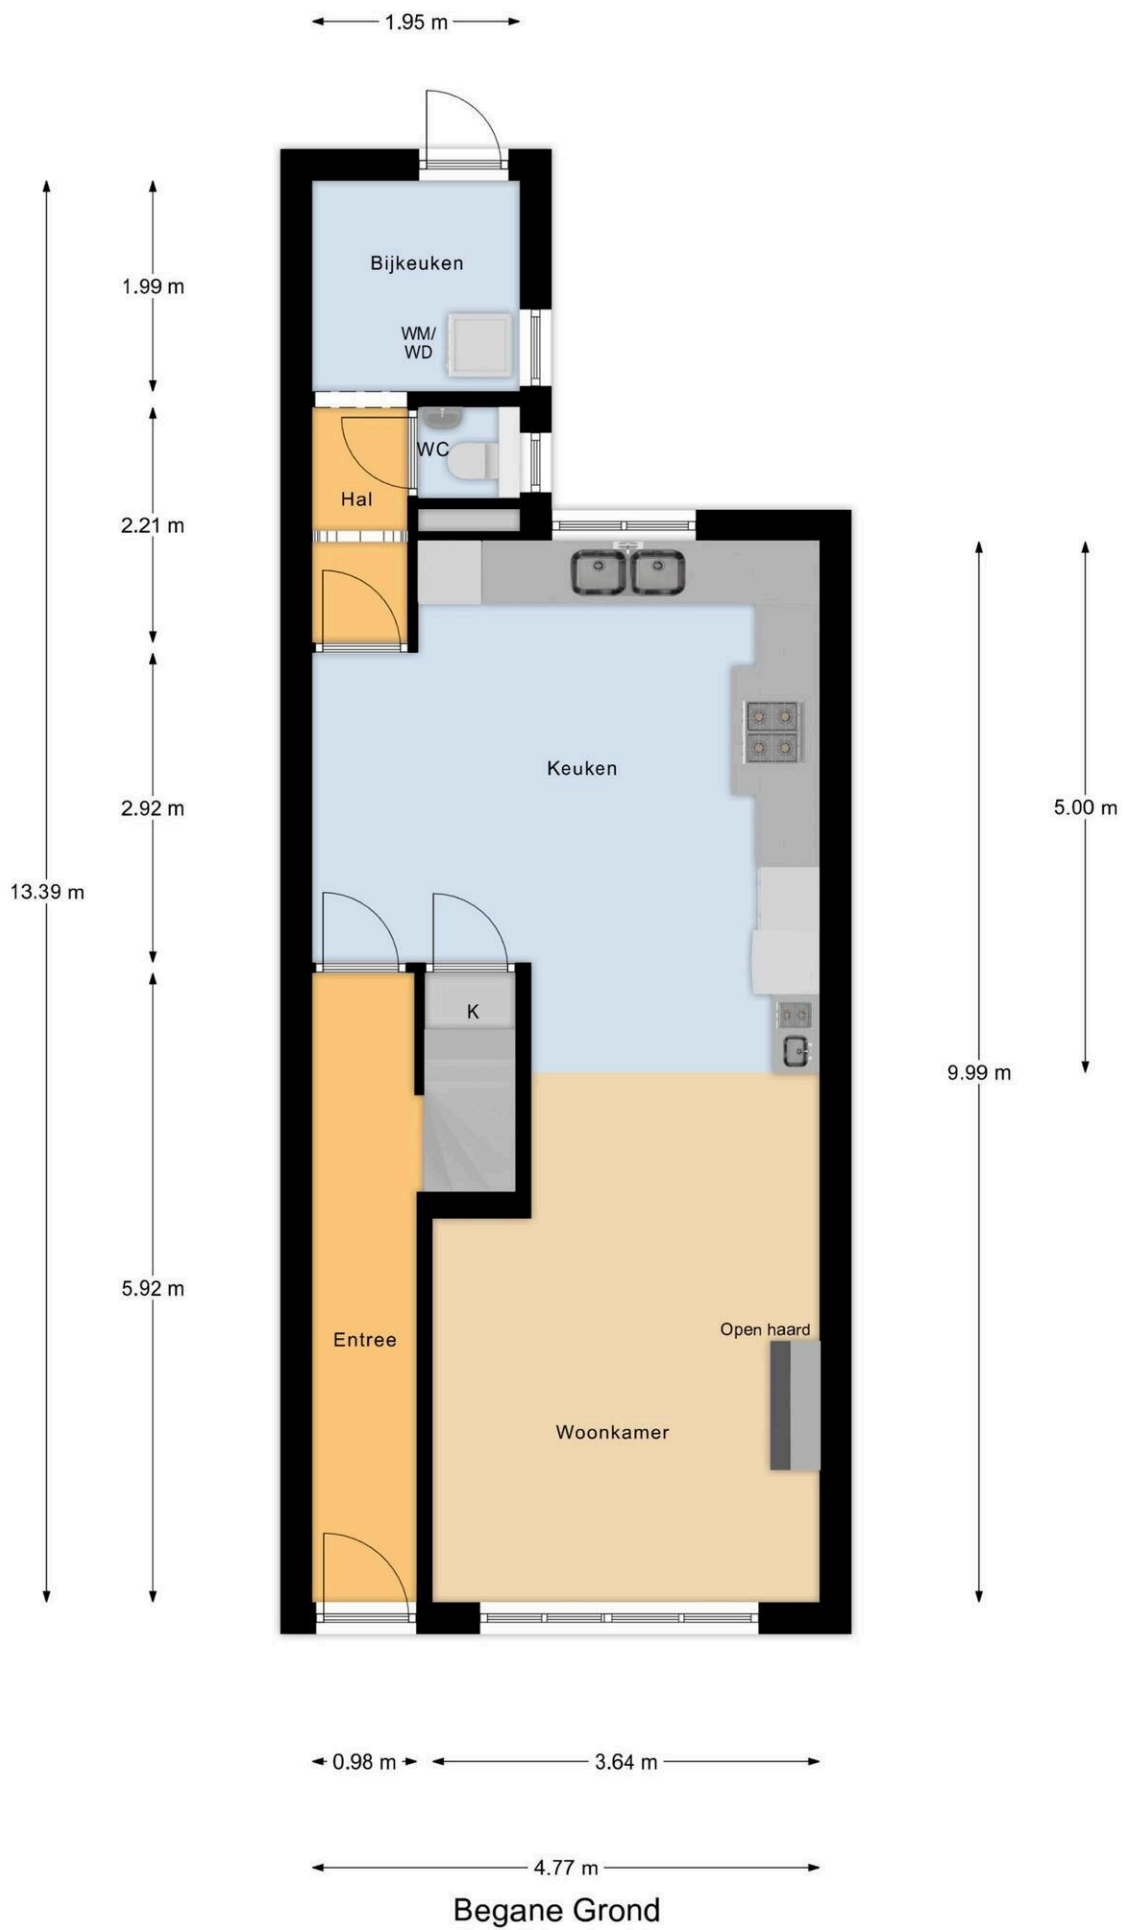 1.95 m
Bijkeuken
1.99 m
WM/
WD
WC
Hal
2.21 m
Keuken
2.92 m
5.00 m
13.39 m
K
9.99 m
5.92 m
Open haard
Entree
Woonkamer
0.98 m
3.64 m
4.77 m
Begane Grond